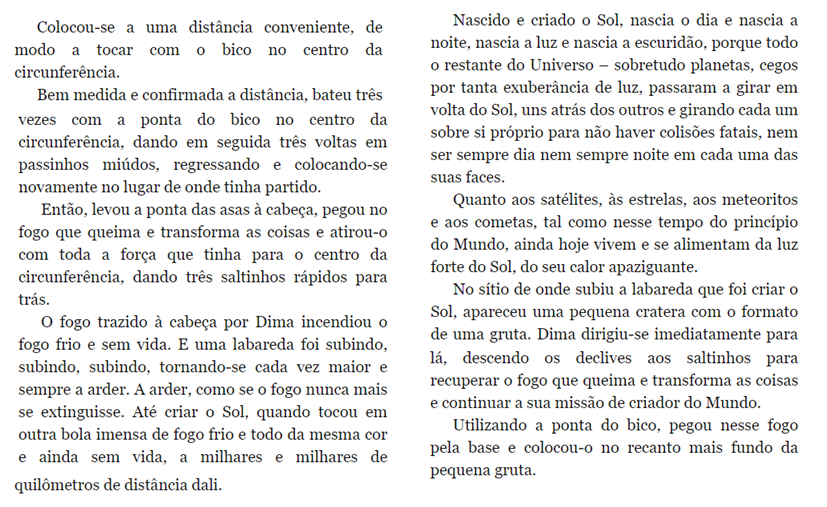 Colocou-se a uma distância conveniente, de
modo a tocar com o bico no centro da
circunferência.
Bem medida e confirmada a distância, bateu três
vezes com a ponta do bico no centro da
circunferência, dando em seguida três voltas em
passinhos miúdos, regressando e colocando-se
novamente no lugar de onde tinha partido.
Então, levou a ponta das asas à cabeça, pegou no
fogo que queima e transforma as coisas e atirou-o
com toda a força que tinha para o centro da
circunferência, dando três saltinhos rápidos para
trás.
O fogo trazido à cabeça por Dima incendiou o
fogo frio e sem vida. E uma labareda foi subindo,
subindo, subindo, tornando-se cada vez maior e
sempre a arder. A arder, como se o fogo nunca mais
se extinguisse. Até criar o Sol, quando tocou em
outra bola imensa de fogo frio e todo da mesma cor
e ainda sem vida, a milhares e milhares de
quilômetros de distância dali.
Nascido e criado o Sol, nascia o dia e nascia a
noite, nascia a luz e nascia a escuridão, porque todo
o restante do Universo – sobretudo planetas, cegos
por tanta exuberância de luz, passaram a girar em
volta do Sol, uns atrás dos outros e girando cada um
sobre si próprio para não haver colisões fatais, nem
ser sempre dia nem sempre noite em cada uma das
suas faces.
Quanto aos satélites, às estrelas, aos meteoritos
e aos cometas, tal como nesse tempo do princípio
do Mundo, ainda hoje vivem e se alimentam da luz
forte do Sol, do seu calor apaziguante.
No sítio de onde subiu a labareda que foi criar o
Sol, apareceu uma pequena cratera com o formato
de uma gruta. Dima dirigiu-se imediatamente para
lá, descendo os declives aos saltinhos para
recuperar o fogo que queima e transforma as coisas
e continuar a sua missão de criador do Mundo.
Utilizando a ponta do bico, pegou nesse fogo
pela base e colocou-o no recanto mais fundo da
pequena gruta.